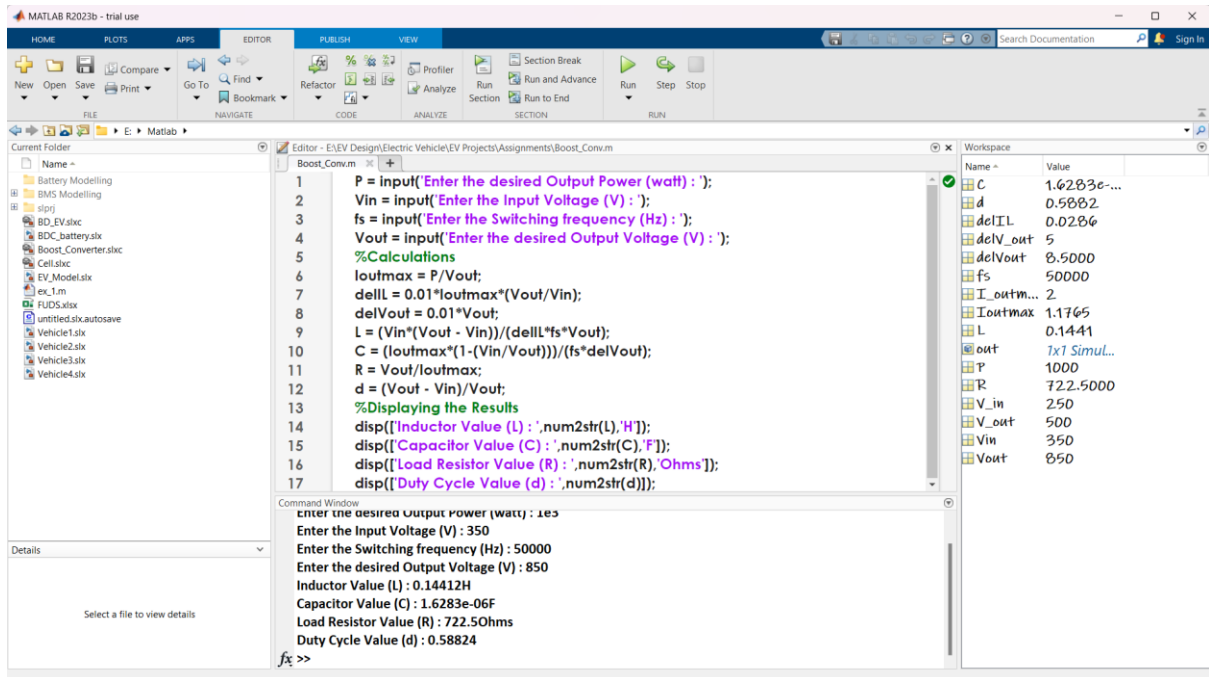 MATLAB R2023b - trial use
HOME PLOTS APPS EDITOR PUBLISH VIEW Search Documentation Sign In
New Open Save Compare Print Go To Find Bookmark Refactor Profiler Analyze Run Section Section Break Run and Advance Run to End Run Step Stop
FILE NAVIGATE CODE ANALYZE SECTION RUN
E: Matlab
Current Folder
Name
Battery Modelling
BMS Modelling
slprj
BD_EV.slxc
BDC_battery.slx
Boost_Converter.slxc
Cell.slxc
EV_Model.slx
ex_1.m
FUDS.xlsx
untitled.slx.autosave
Vehicle1.slx
Vehicle2.slx
Vehicle3.slx
Vehicle4.slx
Details
Select a file to view details
Editor - E:\EV Design\Electric Vehicle\EV Projects\Assignments\Boost_Conv.m
Boost_Conv.m
1 P = input('Enter the desired Output Power (watt) : ');
2 Vin = input('Enter the Input Voltage (V) : ');
3 fs = input('Enter the Switching frequency (Hz) : ');
4 Vout = input('Enter the desired Output Voltage (V) : ');
5 %Calculations
6 Ioutmax = P/Vout;
7 delIL = 0.01*Ioutmax*(Vout/Vin);
8 delVout = 0.01*Vout;
9 L = (Vin*(Vout - Vin))/(delIL*fs*Vout);
10 C = (Ioutmax*(1-(Vin/Vout)))/(fs*delVout);
11 R = Vout/Ioutmax;
12 d = (Vout - Vin)/Vout;
13 %Displaying the Results
14 disp(['Inductor Value (L) : ',num2str(L),'H']);
15 disp(['Capacitor Value (C) : ',num2str(C),'F']);
16 disp(['Load Resistor Value (R) : ',num2str(R),'Ohms']);
17 disp(['Duty Cycle Value (d) : ',num2str(d)]);
Command Window
Enter the desired Output Power (watt) : 1e3
Enter the Input Voltage (V) : 350
Enter the Switching frequency (Hz) : 50000
Enter the desired Output Voltage (V) : 850
Inductor Value (L) : 0.14412H
Capacitor Value (C) : 1.6283e-06F
Load Resistor Value (R) : 722.5Ohms
Duty Cycle Value (d) : 0.58824
fx >>
Workspace
Name Value
C 1.6283e-...
d 0.5882
delIL 0.0286
delV_out 5
delVout 8.5000
fs 50000
I_outm... 2
Ioutmax 1.1765
L 0.1441
out 1x1 Simul...
P 1000
R 722.5000
V_in 250
V_out 500
Vin 350
Vout 850